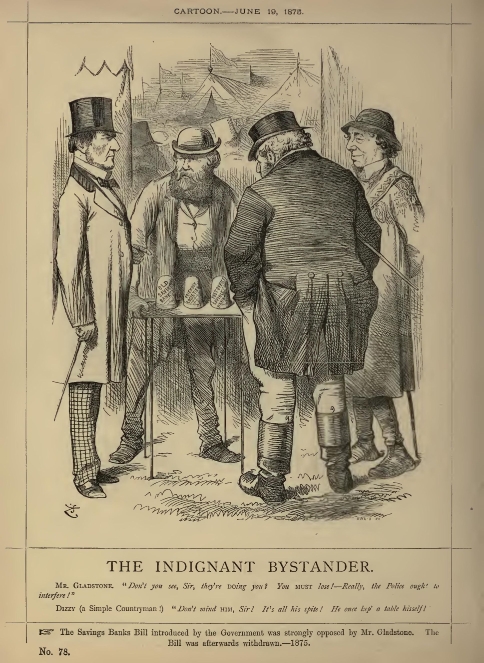 CARTOON.—JUNE 19, 1875.
THE INDIGNANT BYSTANDER.
MR. GLADSTONE. "Don't you see, Sir, they're DOING you? You MUST lose!—Really, the Police ought to
interfere!"
DIZZY (a Simple Countryman!) "Don't mind HIM, Sir! It's all his spite! He once kep' a table hisself!
☞ The Savings Banks Bill introduced by the Government was strongly opposed by Mr. Gladstone. The
Bill was afterwards withdrawn.—1875.
No. 78.